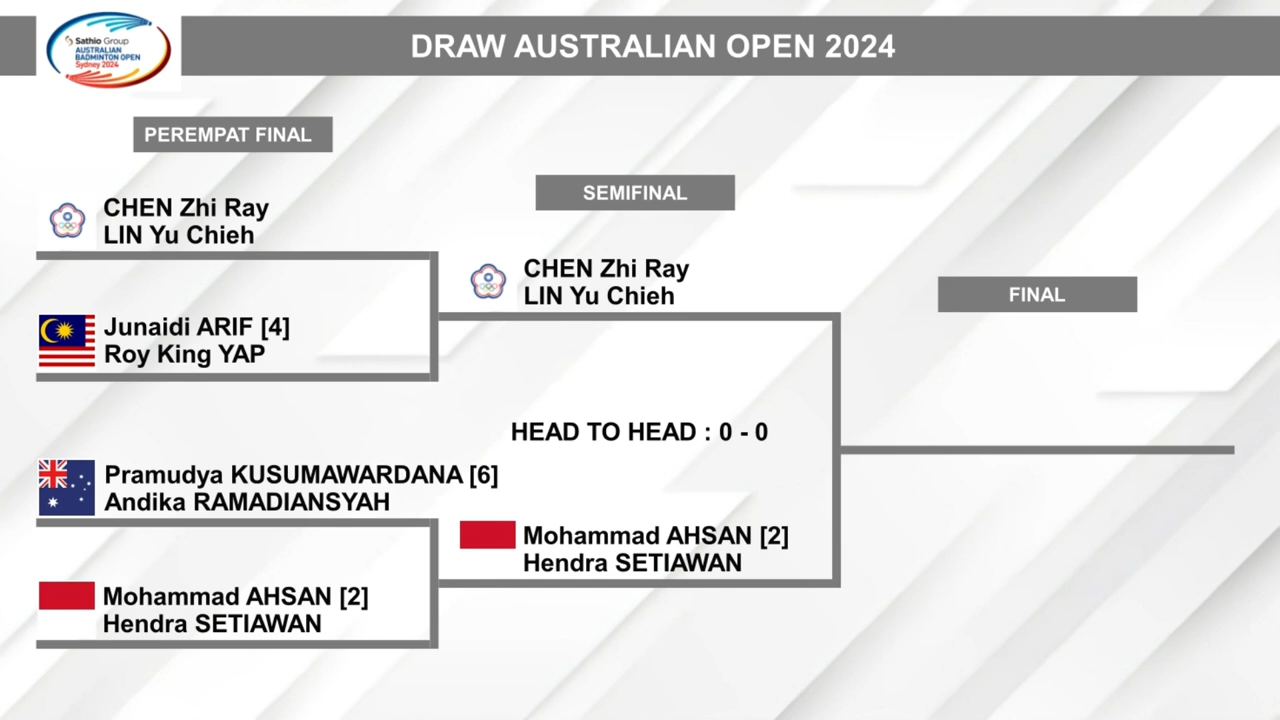 Sathio Group
AUSTRALIAN
BADMINTON OPEN
Sydney 2024
DRAW AUSTRALIAN OPEN 2024
PEREMPAT FINAL
CHEN Zhi Ray
LIN Yu Chieh
Junaidi ARIF [4]
Roy King YAP
Pramudya KUSUMAWARDANA [6]
Andika RAMADIANSYAH
Mohammad AHSAN [2]
Hendra SETIAWAN
SEMIFINAL
CHEN Zhi Ray
LIN Yu Chieh
HEAD TO HEAD : 0 - 0
Mohammad AHSAN [2]
Hendra SETIAWAN
FINAL